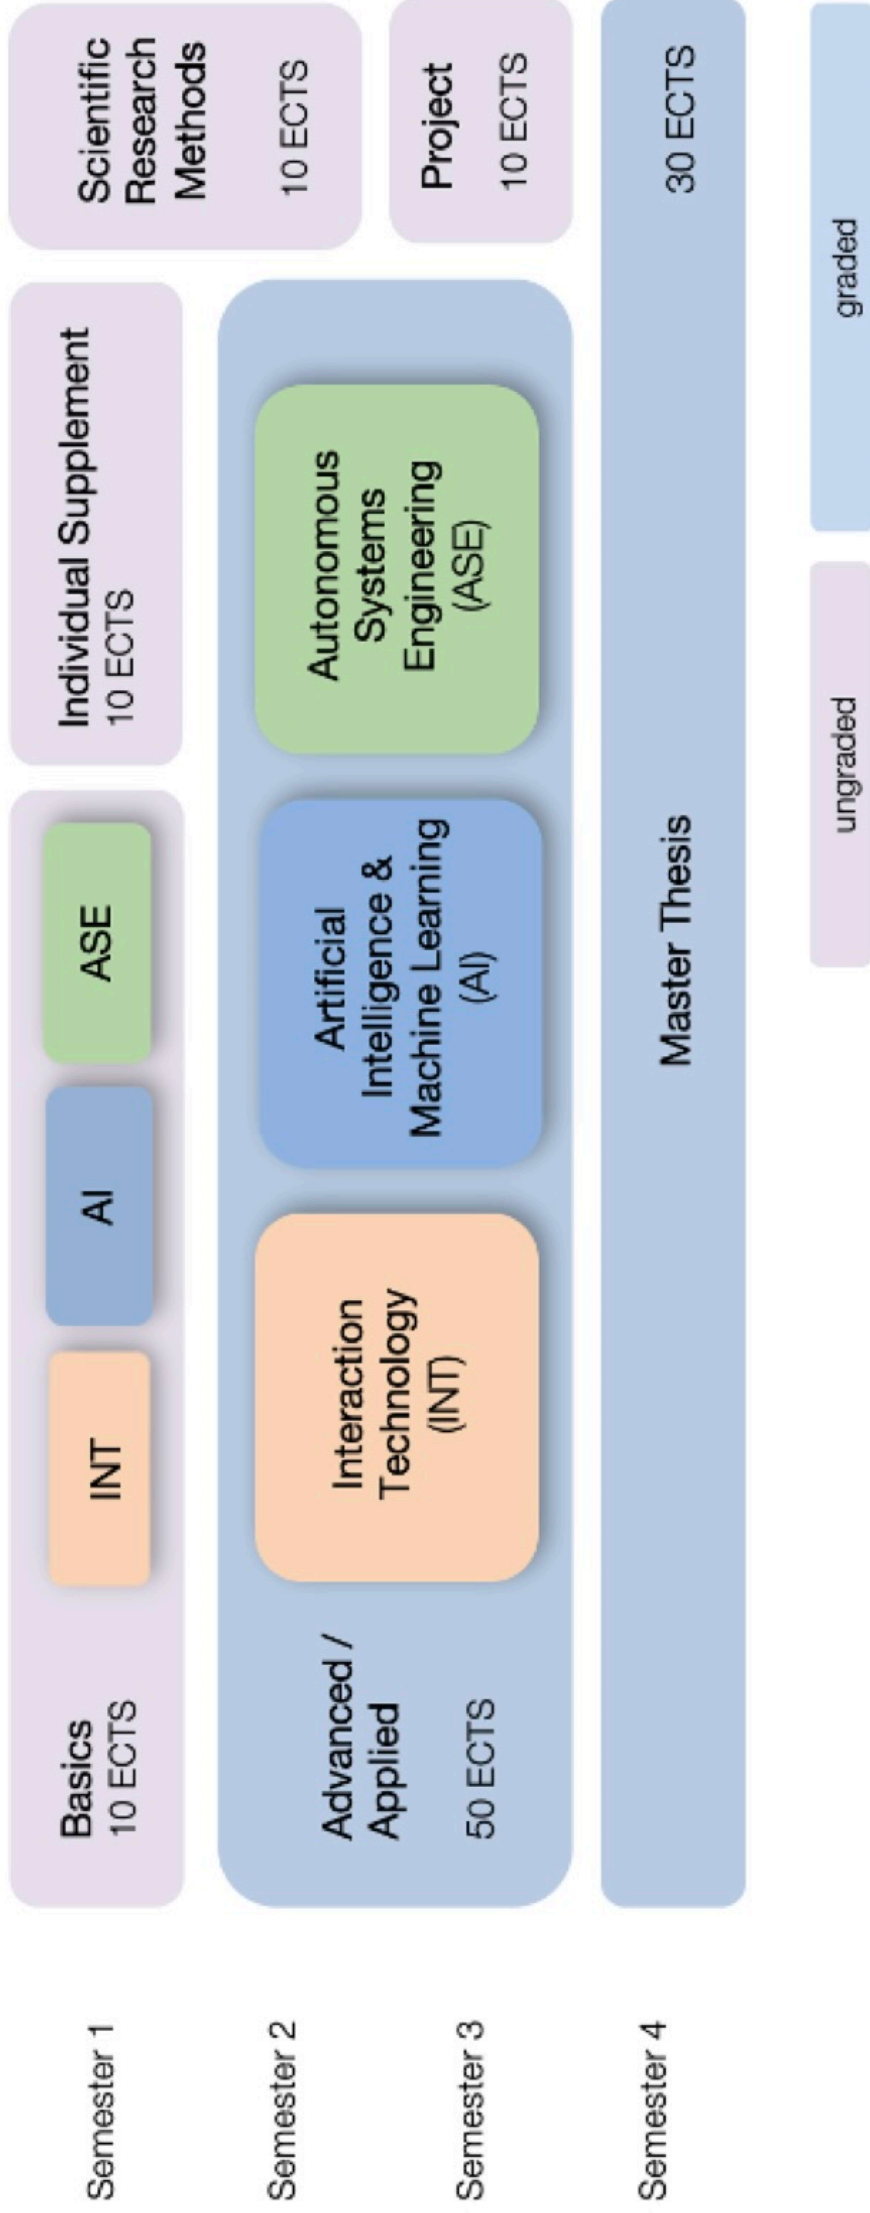 Semester 1
Basics
10 ECTS
INT
AI
ASE
Individual Supplement
10 ECTS
Scientific
Research
Methods
10 ECTS
Semester 2
Semester 3
Advanced /
Applied
50 ECTS
Interaction
Technology
(INT)
Artificial
Intelligence &
Machine Learning
(AI)
Autonomous
Systems
Engineering
(ASE)
Project
10 ECTS
Semester 4
Master Thesis
30 ECTS
ungraded
graded